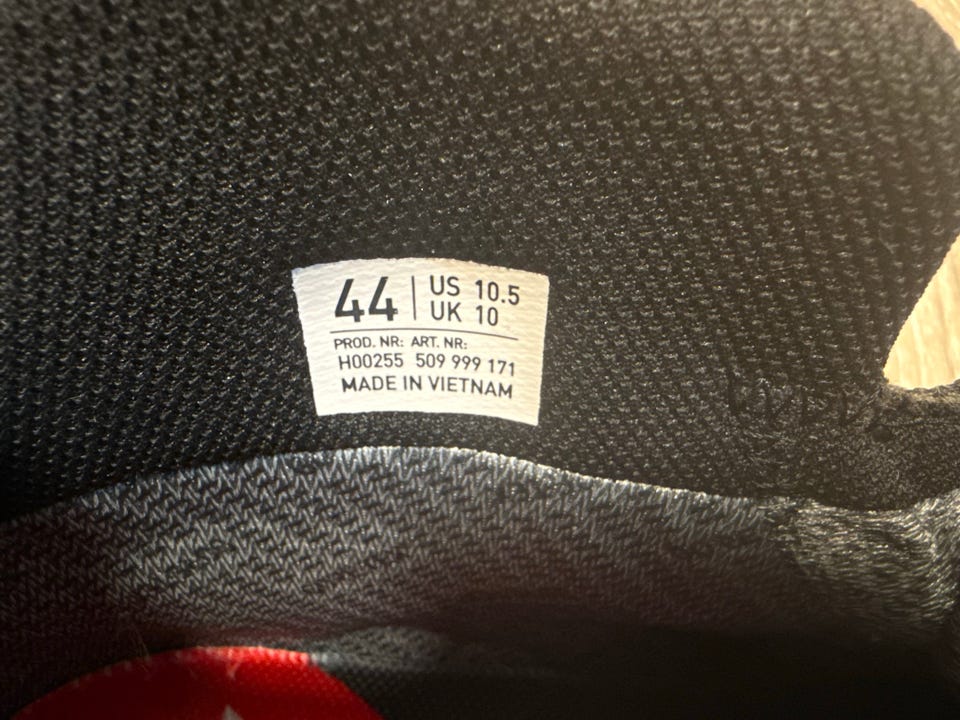 44 | US 10.5
UK 10
PROD. NR: ART. NR:
H00255 509 999 171
MADE IN VIETNAM